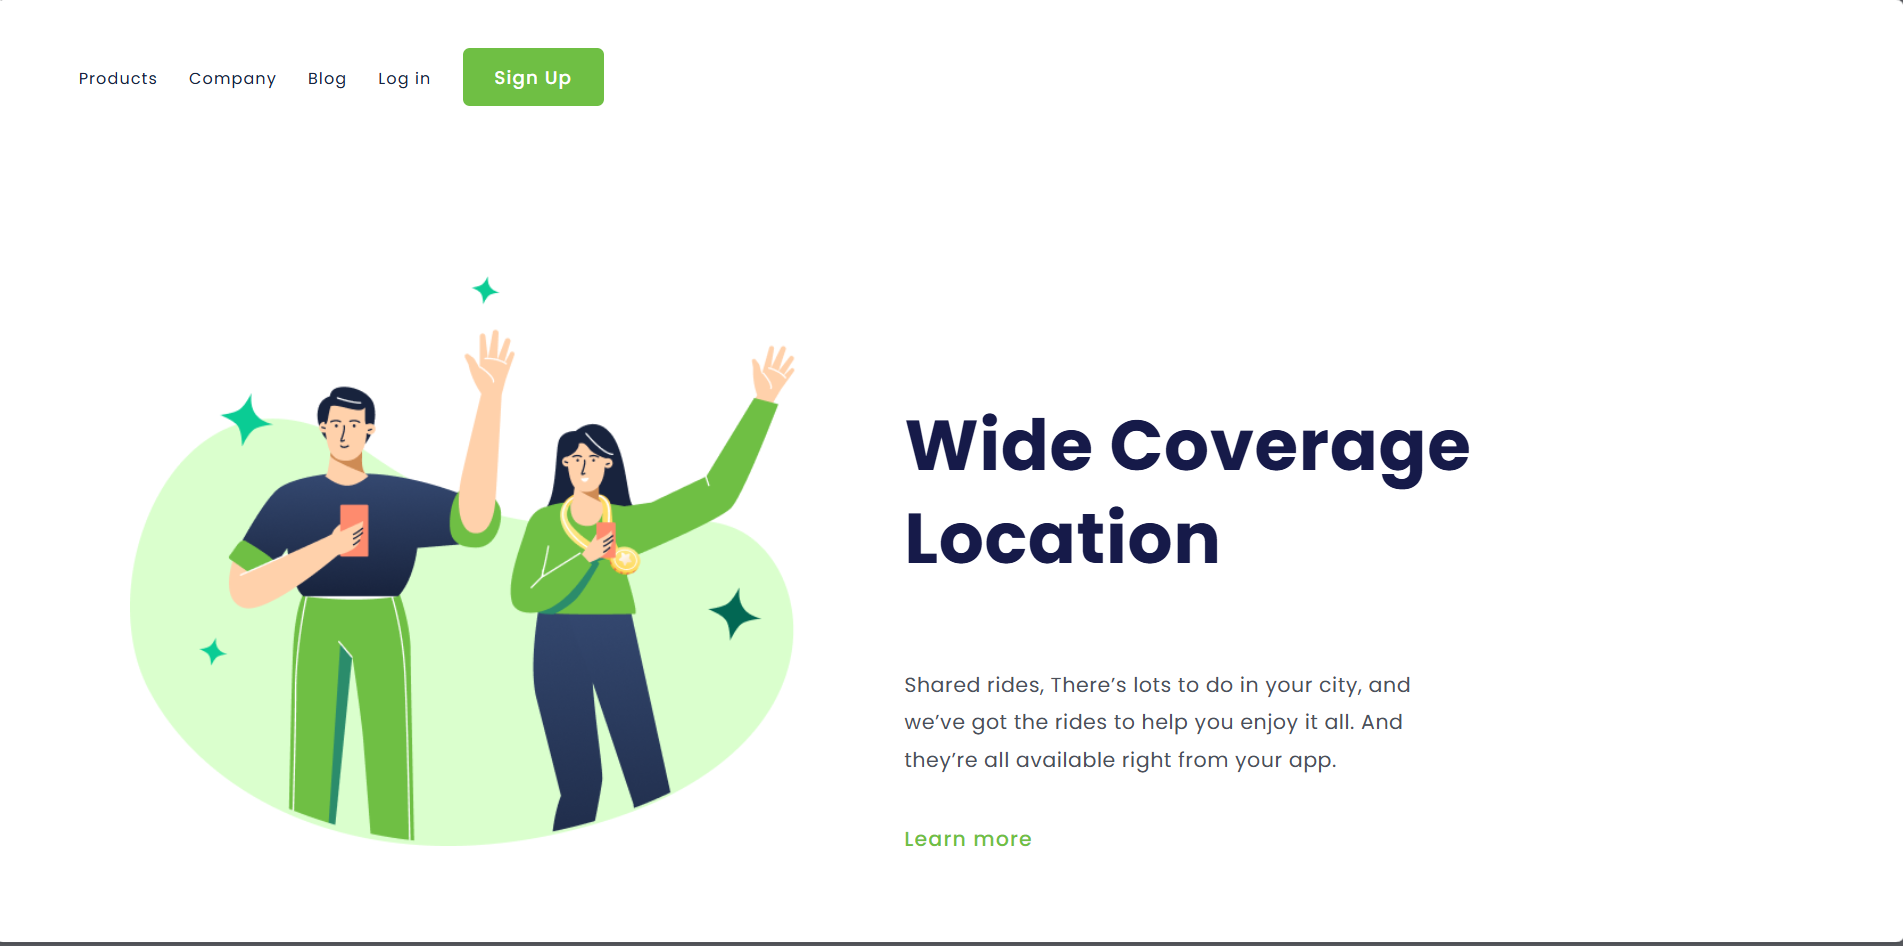 Products Company Blog Log in Sign Up
Wide Coverage
Location
Shared rides, There’s lots to do in your city, and
we’ve got the rides to help you enjoy it all. And
they’re all available right from your app.
Learn more